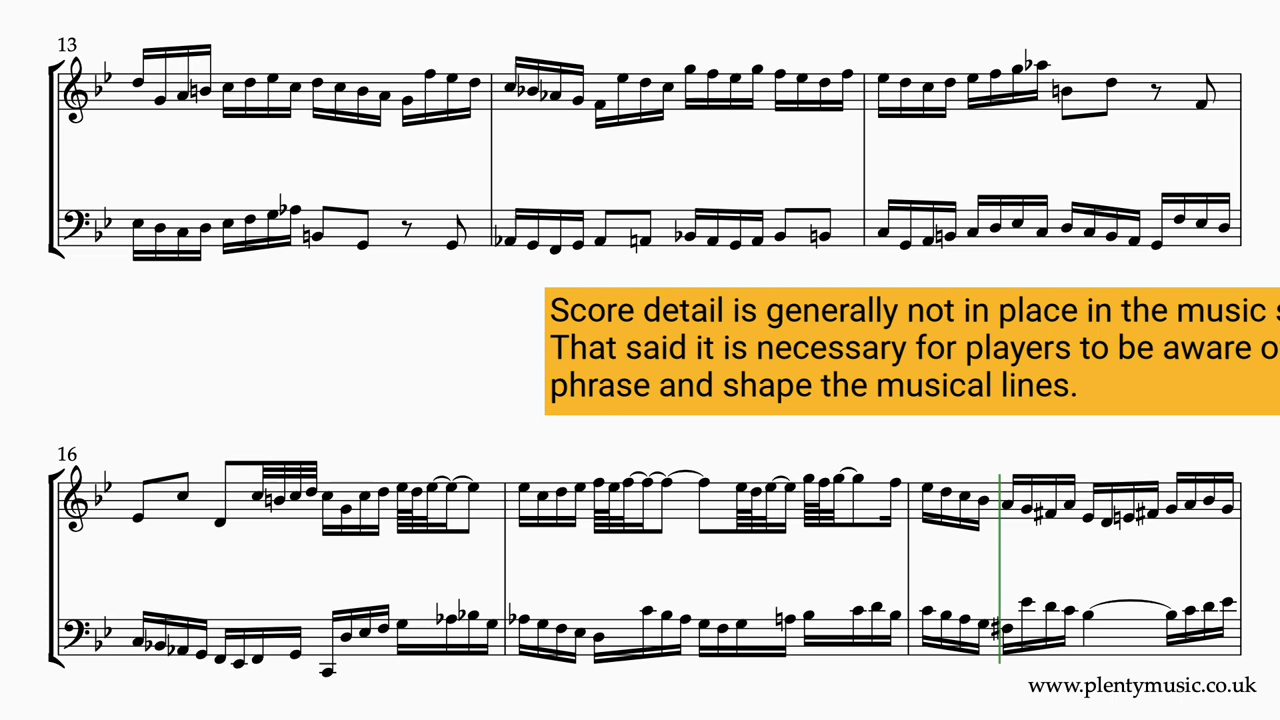 13
Score detail is generally not in place in the music
That said it is necessary for players to be aware
phrase and shape the musical lines.
16
www.plentymusic.co.uk